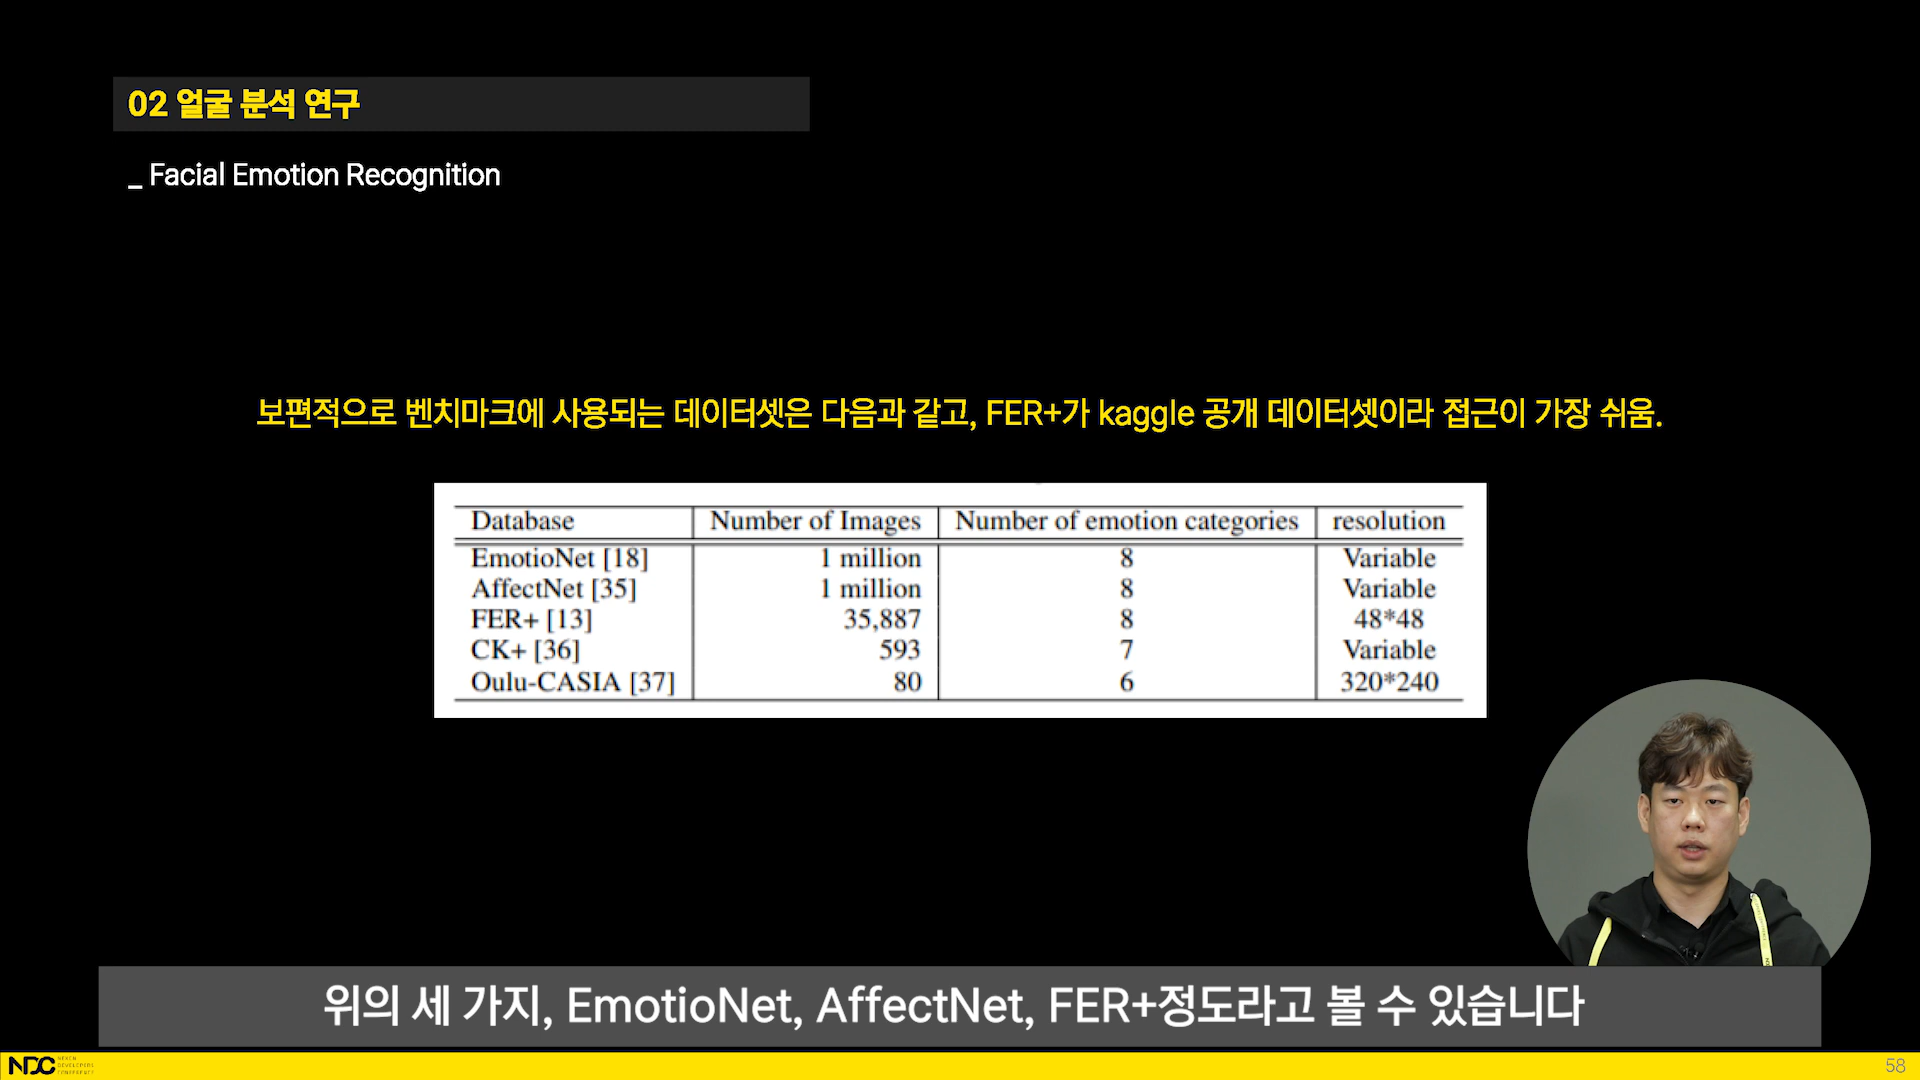 02 얼굴 분석 연구
_ Facial Emotion Recognition
보편적으로 벤치마크에 사용되는 데이터셋은 다음과 같고, FER+가 kaggle 공개 데이터셋이라 접근이 가장 쉬움.
Database Number of Images Number of emotion categories resolution
EmotioNet [18] 1 million 8 Variable
AffectNet [35] 1 million 8 Variable
FER+ [13] 35,887 8 48*48
CK+ [36] 593 7 Variable
Oulu-CASIA [37] 80 6 320*240
위의 세 가지, EmotioNet, AffectNet, FER+정도라고 볼 수 있습니다
NDC
NEXON
DEVELOPERS
CONFERENCE
58